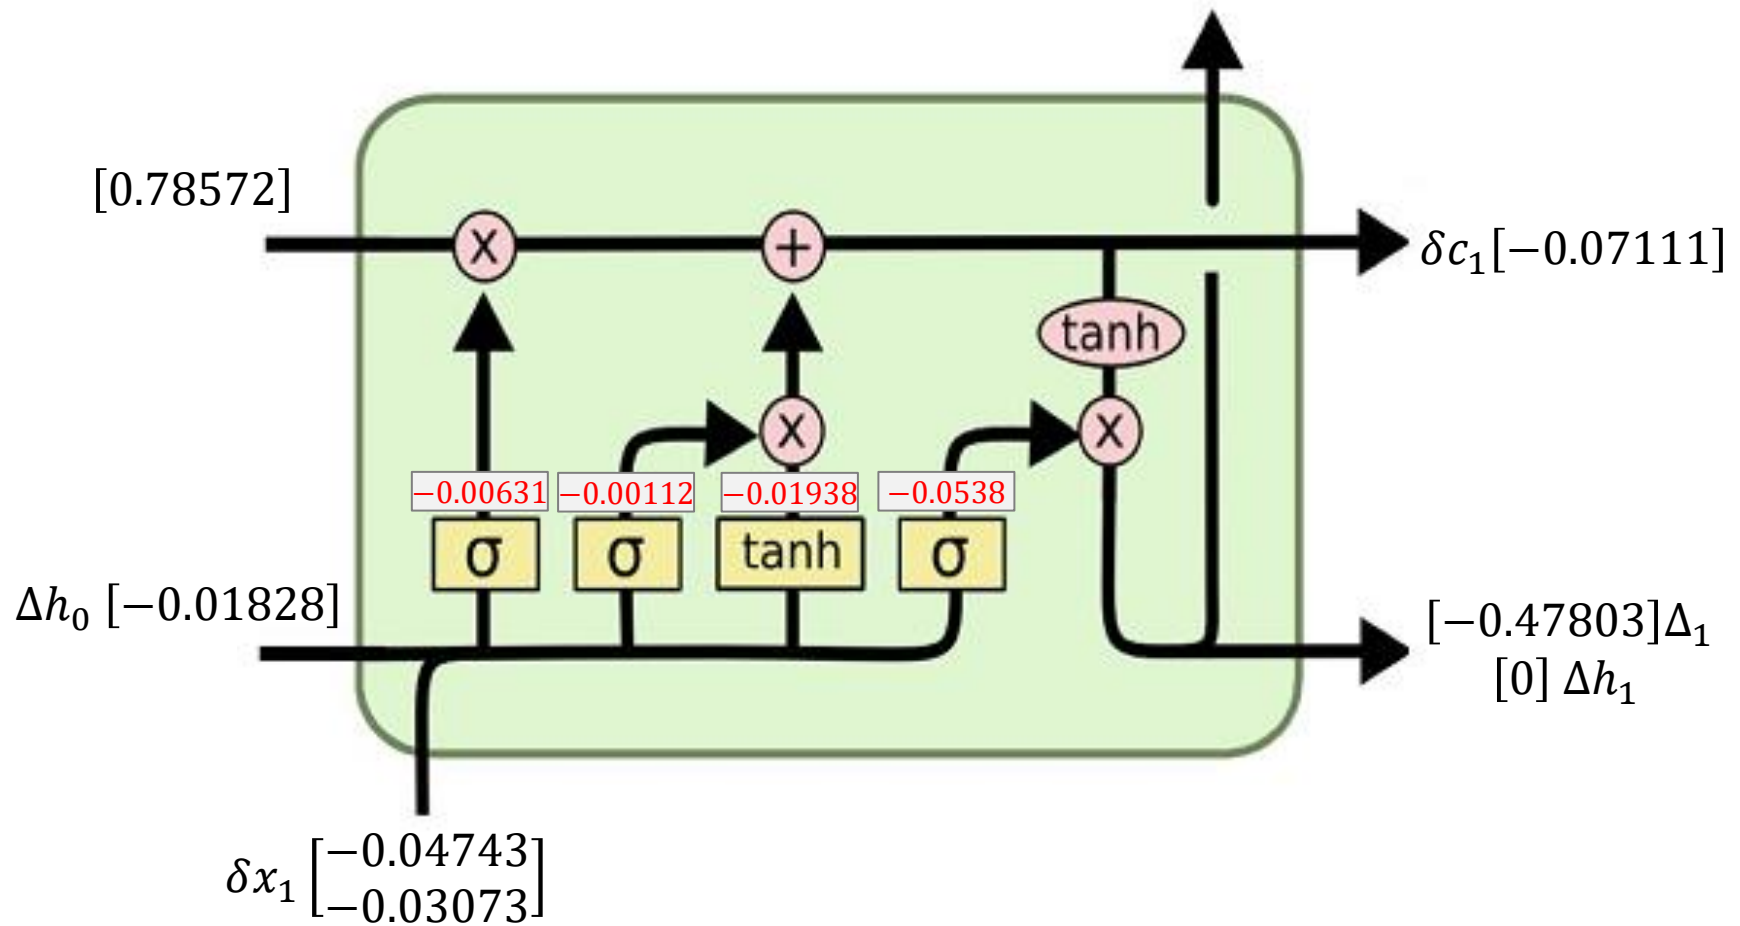 [0.78572]
x
+
δc₁[−0.07111]
tanh
x
x
−0.00631
−0.00112
−0.01938
−0.0538
σ
σ
tanh
σ
Δh₀ [−0.01828]
[−0.47803]Δ₁
[0] Δh₁
δx₁ [−0.04743
−0.03073]